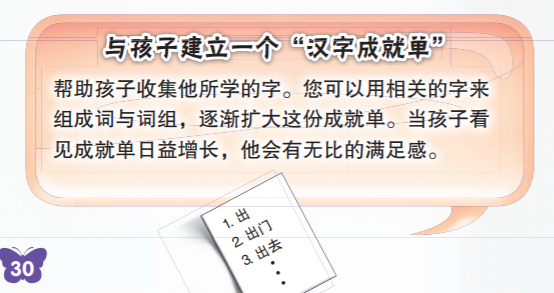 与孩子建立一个“汉字成就单”
帮助孩子收集他所学的字。您可以用相关的字来
组成词与词组，逐渐扩大这份成就单。当孩子看
见成就单日益增长，他会有无比的满足感。
1. 出
2. 出门
3. 出去
30